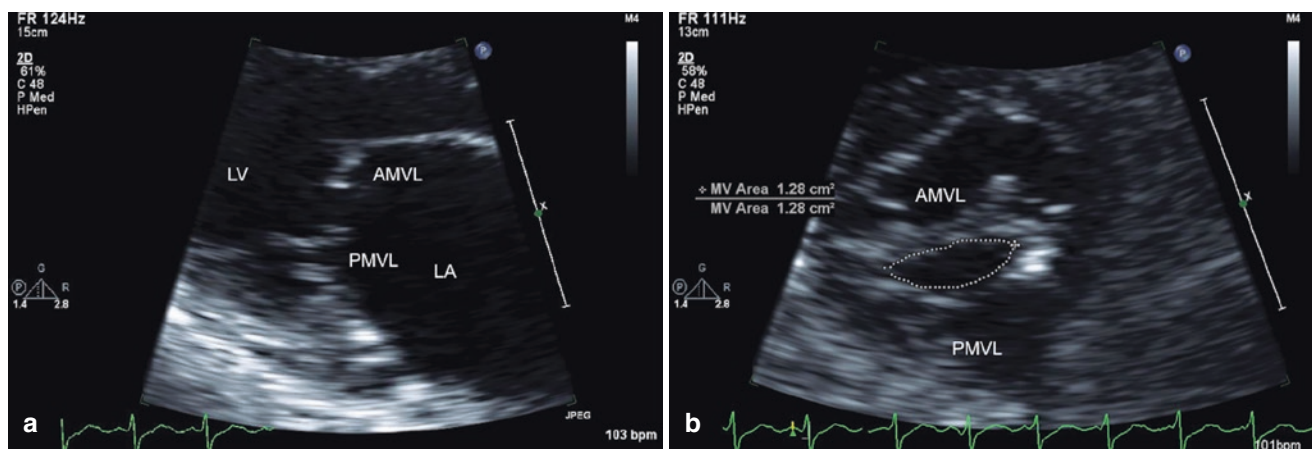 FR 124Hz
15cm
2D
61%
C 48
P Med
HPen
M4
P
LV
AMVL
PMVL
LA
x
G
P R
1.4 2.8
JPEG
a
103 bpm
FR 111Hz
13cm
2D
58%
C 48
P Med
HPen
M4
P
MV Area 1.28 cm²
MV Area 1.28 cm²
AMVL
PMVL
x
G
P R
1.4 2.8
b
101bpm